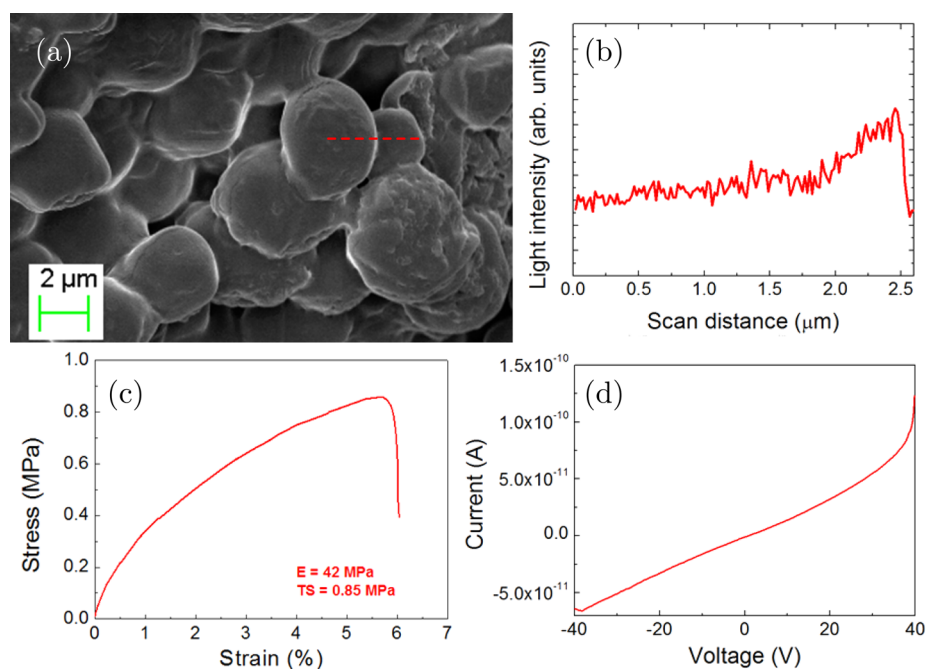 (a)
2 µm
(b)
Light intensity (arb. units)
0.0 0.5 1.0 1.5 2.0 2.5
Scan distance (µm)
(c)
Stress (MPa)
1.0
0.8
0.6
0.4
0.2
0.0
E = 42 MPa
TS = 0.85 MPa
0 1 2 3 4 5 6 7
Strain (%)
(d)
Current (A)
1.5x10⁻¹⁰
1.0x10⁻¹⁰
5.0x10⁻¹¹
0.0
-5.0x10⁻¹¹
-40 -20 0 20 40
Voltage (V)